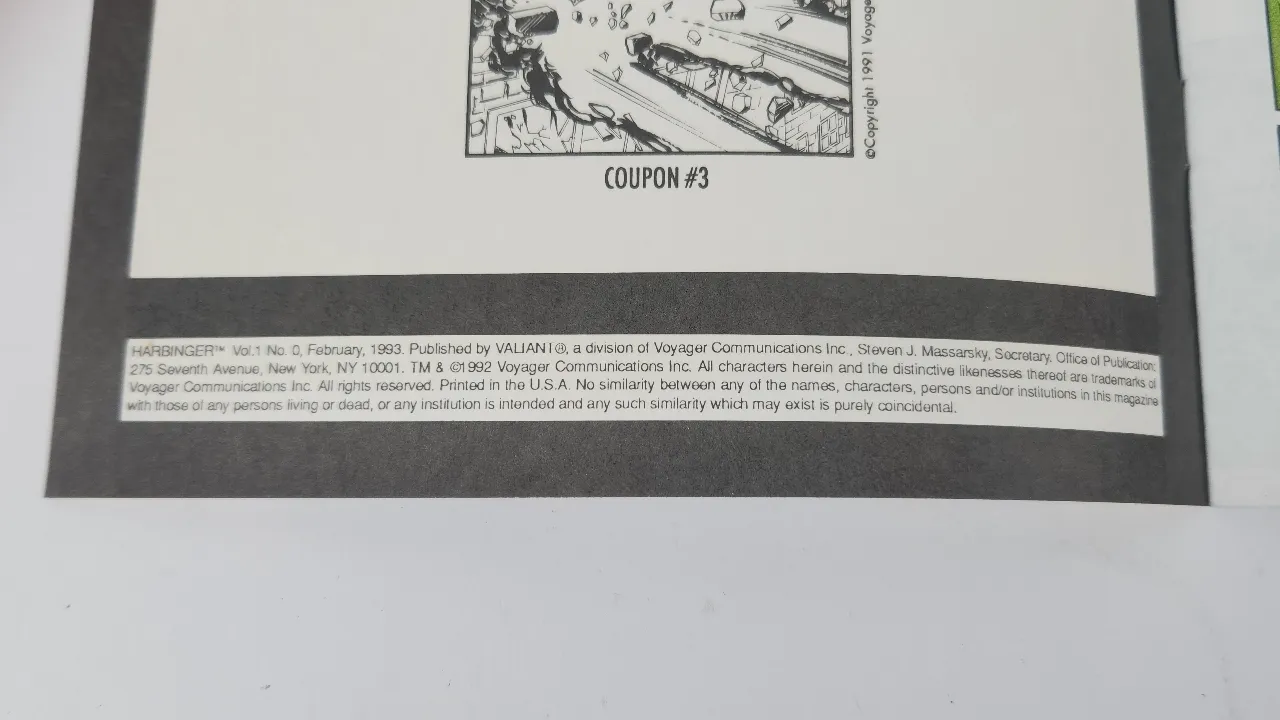 ©Copyright 1991 Voyage
COUPON #3
HARBINGER™ Vol.1 No. 0, February, 1993. Published by VALIANT®, a division of Voyager Communications Inc., Steven J. Massarsky, Secretary. Office of Publication:
275 Seventh Avenue, New York, NY 10001. TM & ©1992 Voyager Communications Inc. All characters herein and the distinctive likenesses thereof are trademarks of
Voyager Communications Inc. All rights reserved. Printed in the U.S.A. No similarity between any of the names, characters, persons and/or institutions in this magazine
with those of any persons living or dead, or any institution is intended and any such similarity which may exist is purely coincidental.